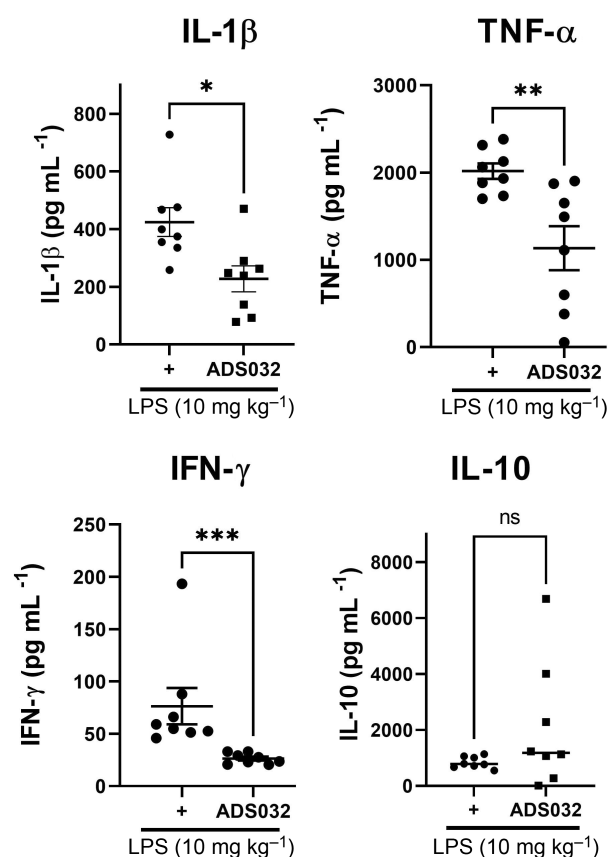 IL-1β
IL-1β (pg mL⁻¹)
800
600
400
200
0
*
+ ADS032
LPS (10 mg kg⁻¹)
TNF-α
TNF-α (pg mL⁻¹)
3000
2000
1000
0
**
+ ADS032
LPS (10 mg kg⁻¹)
IFN-γ
IFN-γ (pg mL⁻¹)
250
200
150
100
50
0
***
+ ADS032
LPS (10 mg kg⁻¹)
IL-10
IL-10 (pg mL⁻¹)
8000
6000
4000
2000
0
ns
+ ADS032
LPS (10 mg kg⁻¹)